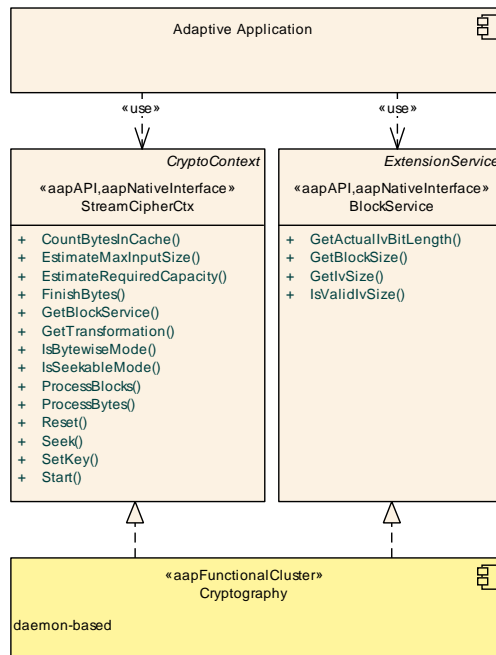 Adaptive Application
«use»
«use»
CryptoContext
«aapAPI,aapNativeInterface»
StreamCipherCtx
+ CountBytesInCache()
+ EstimateMaxInputSize()
+ EstimateRequiredCapacity()
+ FinishBytes()
+ GetBlockService()
+ GetTransformation()
+ IsBytewiseMode()
+ IsSeekableMode()
+ ProcessBlocks()
+ ProcessBytes()
+ Reset()
+ Seek()
+ SetKey()
+ Start()
ExtensionService
«aapAPI,aapNativeInterface»
BlockService
+ GetActualIvBitLength()
+ GetBlockSize()
+ GetIvSize()
+ IsValidIvSize()
«aapFunctionalCluster»
Cryptography
daemon-based